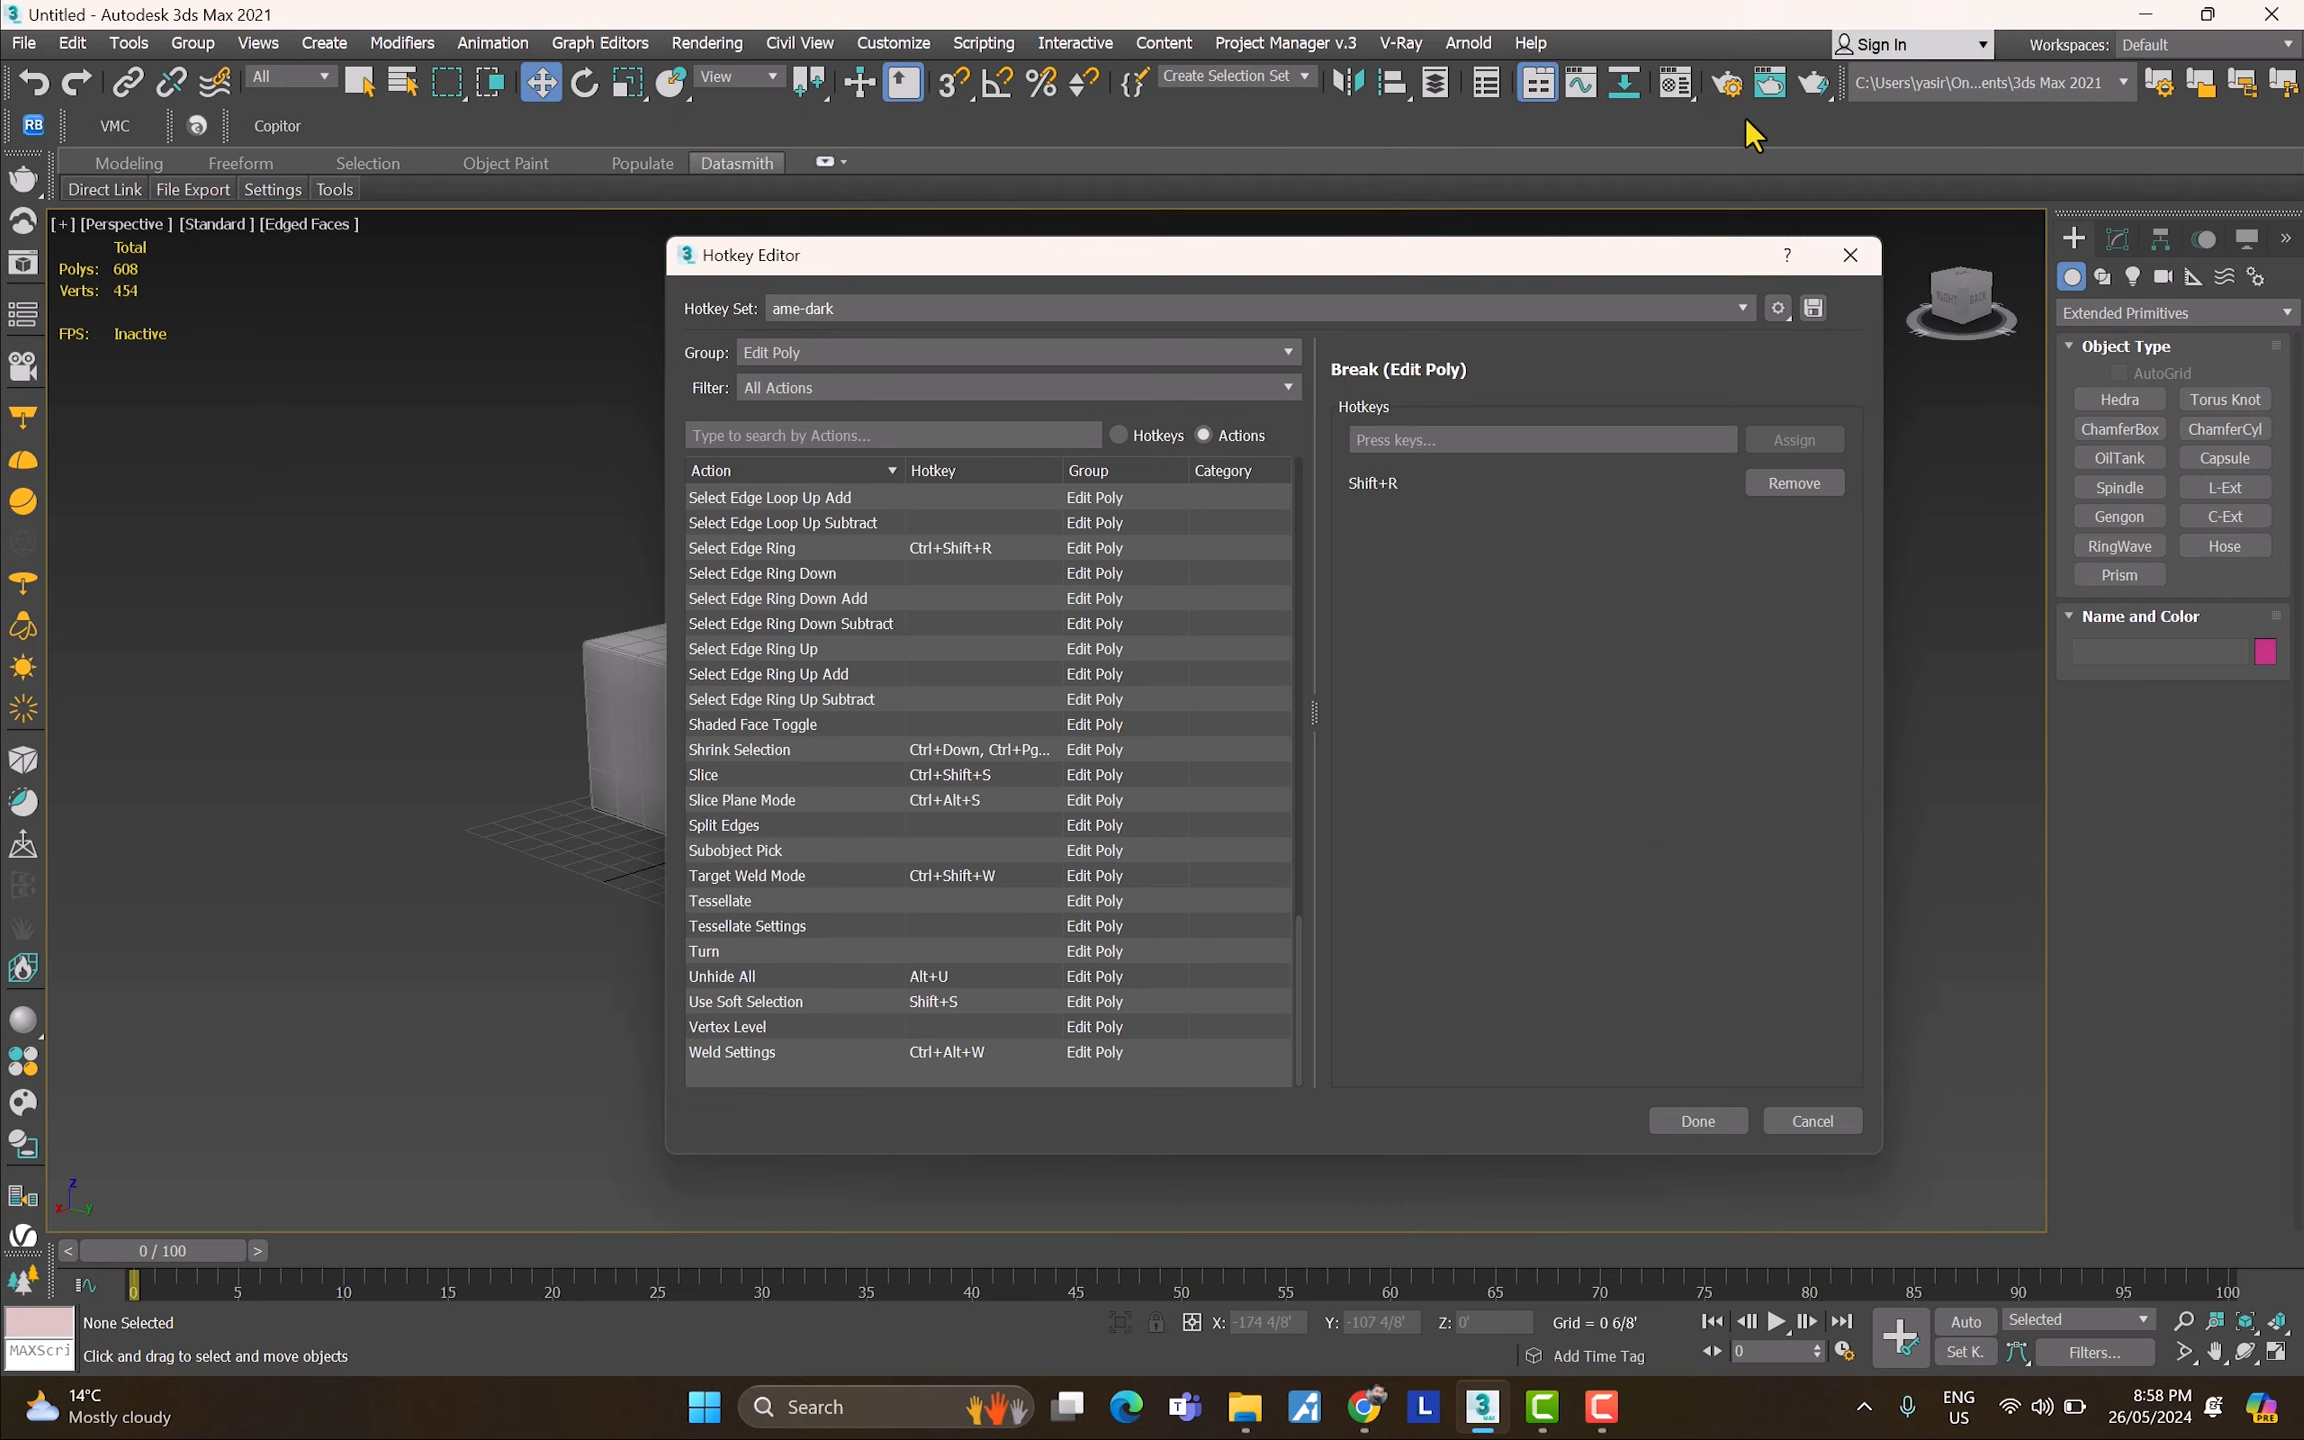 Untitled - Autodesk 3ds Max 2021
File Edit Tools Group Views Create Modifiers Animation Graph Editors Rendering Civil View Customize Scripting Interactive Content Project Manager v.3 V-Ray Arnold Help Sign In Workspaces: Default
All View Create Selection Set C:\Users\yasir\On...ents\3ds Max 2021
RB VMC Copitor
Modeling Freeform Selection Object Paint Populate Datasmith
Direct Link File Export Settings Tools
[+] [Perspective ] [Standard ] [Edged Faces ]
Total
Polys: 608
Verts: 454
FPS: Inactive
Hotkey Editor ?
Hotkey Set: ame-dark
Group: Edit Poly
Filter: All Actions
Type to search by Actions... Hotkeys Actions
Action Hotkey Group Category
Select Edge Loop Up Add Edit Poly
Select Edge Loop Up Subtract Edit Poly
Select Edge Ring Ctrl+Shift+R Edit Poly
Select Edge Ring Down Edit Poly
Select Edge Ring Down Add Edit Poly
Select Edge Ring Down Subtract Edit Poly
Select Edge Ring Up Edit Poly
Select Edge Ring Up Add Edit Poly
Select Edge Ring Up Subtract Edit Poly
Shaded Face Toggle Edit Poly
Shrink Selection Ctrl+Down, Ctrl+Pg... Edit Poly
Slice Ctrl+Shift+S Edit Poly
Slice Plane Mode Ctrl+Alt+S Edit Poly
Split Edges Edit Poly
Subobject Pick Edit Poly
Target Weld Mode Ctrl+Shift+W Edit Poly
Tessellate Edit Poly
Tessellate Settings Edit Poly
Turn Edit Poly
Unhide All Alt+U Edit Poly
Use Soft Selection Shift+S Edit Poly
Vertex Level Edit Poly
Weld Settings Ctrl+Alt+W Edit Poly
Break (Edit Poly)
Hotkeys
Press keys... Assign
Shift+R Remove
Done Cancel
RIGHT BACK
Extended Primitives
Object Type
AutoGrid
Hedra Torus Knot
ChamferBox ChamferCyl
OilTank Capsule
Spindle L-Ext
Gengon C-Ext
RingWave Hose
Prism
Name and Color
z
x y
< 0 / 100 >
0 5 10 15 20 25 30 35 40 45 50 55 60 65 70 75 80 85 90 95 100
None Selected X: -174 4/8' Y: -107 4/8' Z: 0' Grid = 0 6/8' Auto Selected
MAXScri Click and drag to select and move objects Add Time Tag 0 Set K. Filters...
14°C
Mostly cloudy
Search
L
3
MAX
C
C
ENG
US
8:58 PM
26/05/2024
PRE